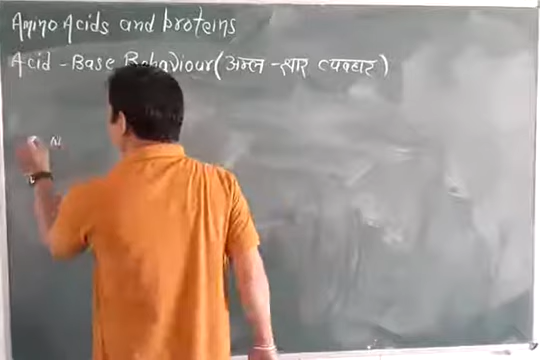 Amino Acids and proteins
Acid - Base Behaviour (अम्ल - क्षार व्यवहार)
N